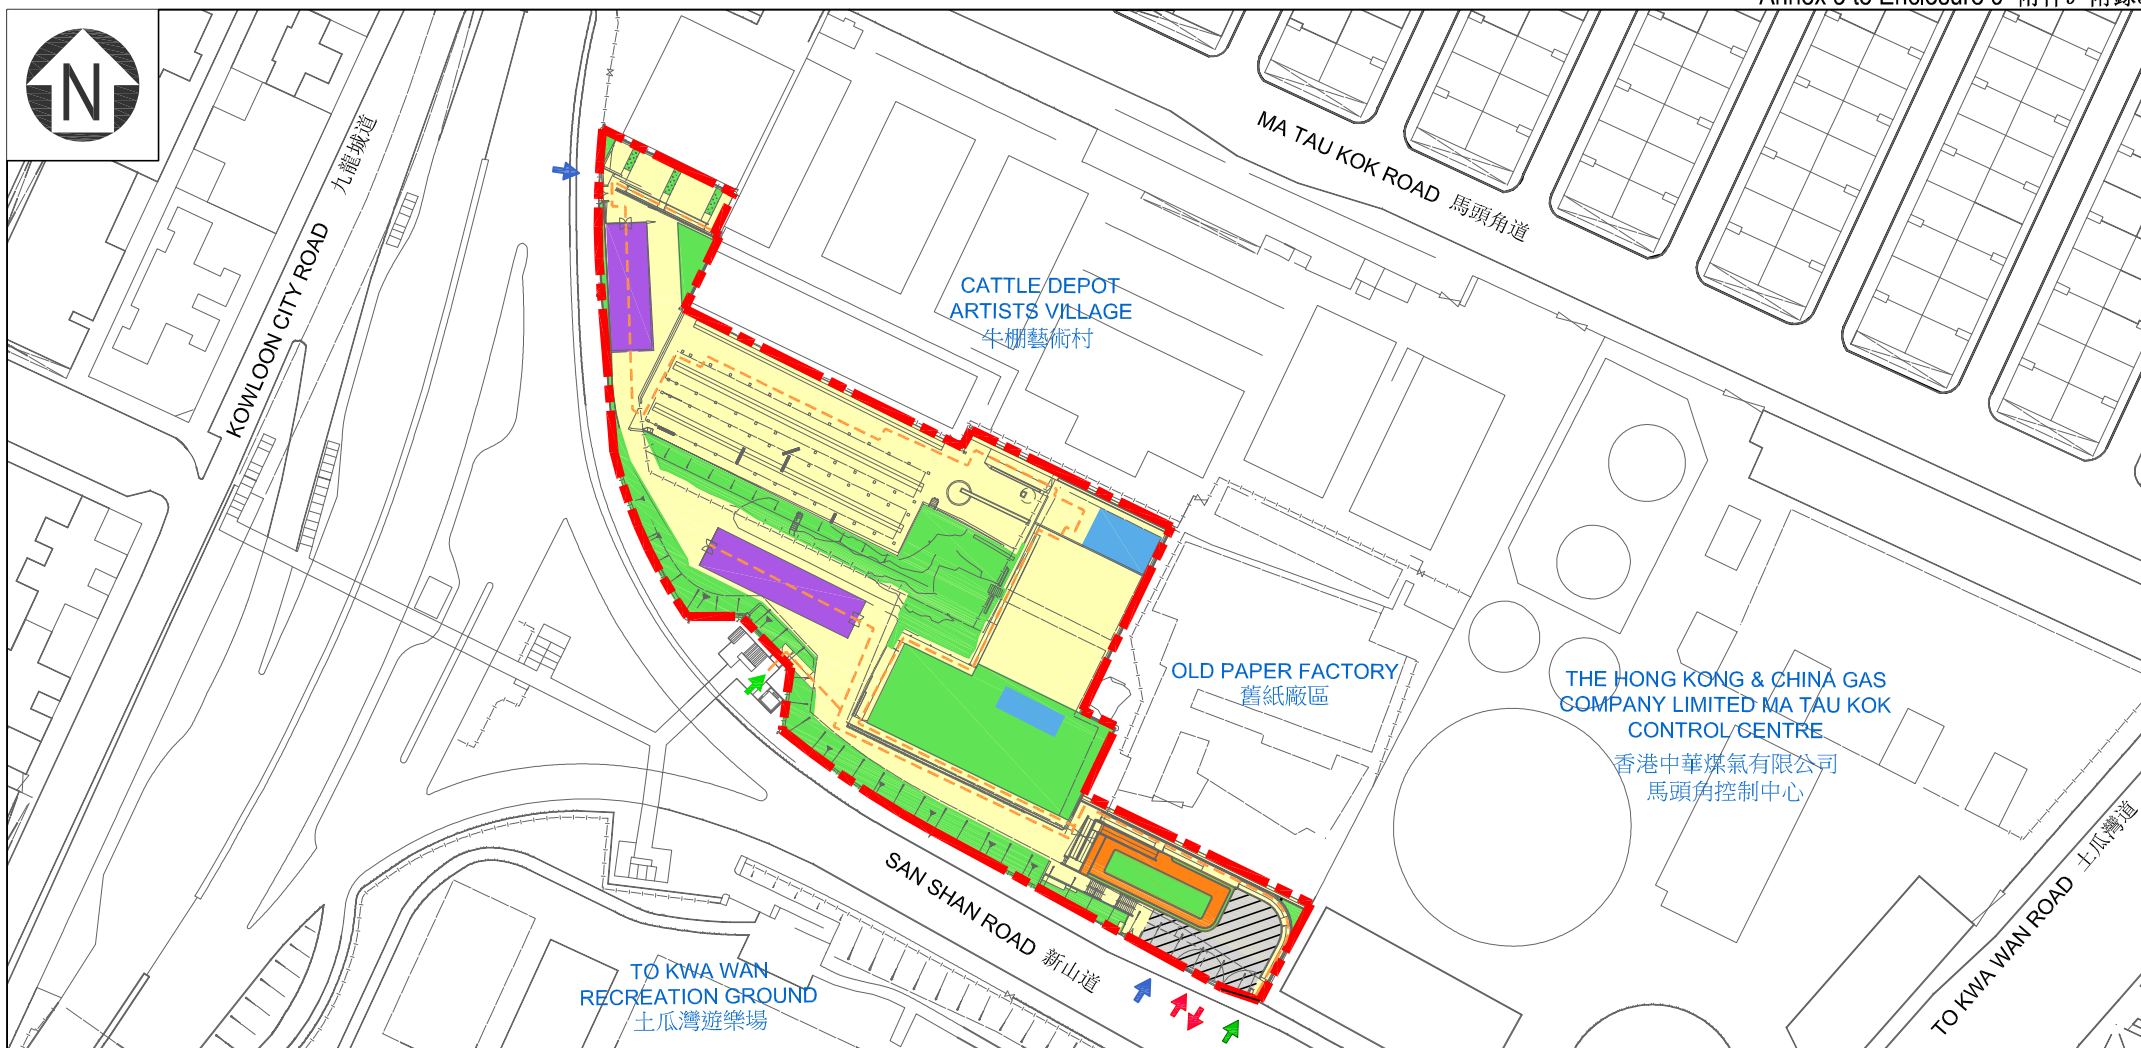 N
KOWLOON CITY ROAD 九龍城道
MA TAU KOK ROAD 馬頭角道
CATTLE DEPOT
ARTISTS VILLAGE
牛棚藝術村
OLD PAPER FACTORY
舊紙廠區
THE HONG KONG & CHINA GAS
COMPANY LIMITED MA TAU KOK
CONTROL CENTRE
香港中華煤氣有限公司
馬頭角控制中心
SAN SHAN ROAD 新山道
TO KWA WAN ROAD 土瓜灣道
TO KWA WAN
RECREATION GROUND
土瓜灣遊樂場